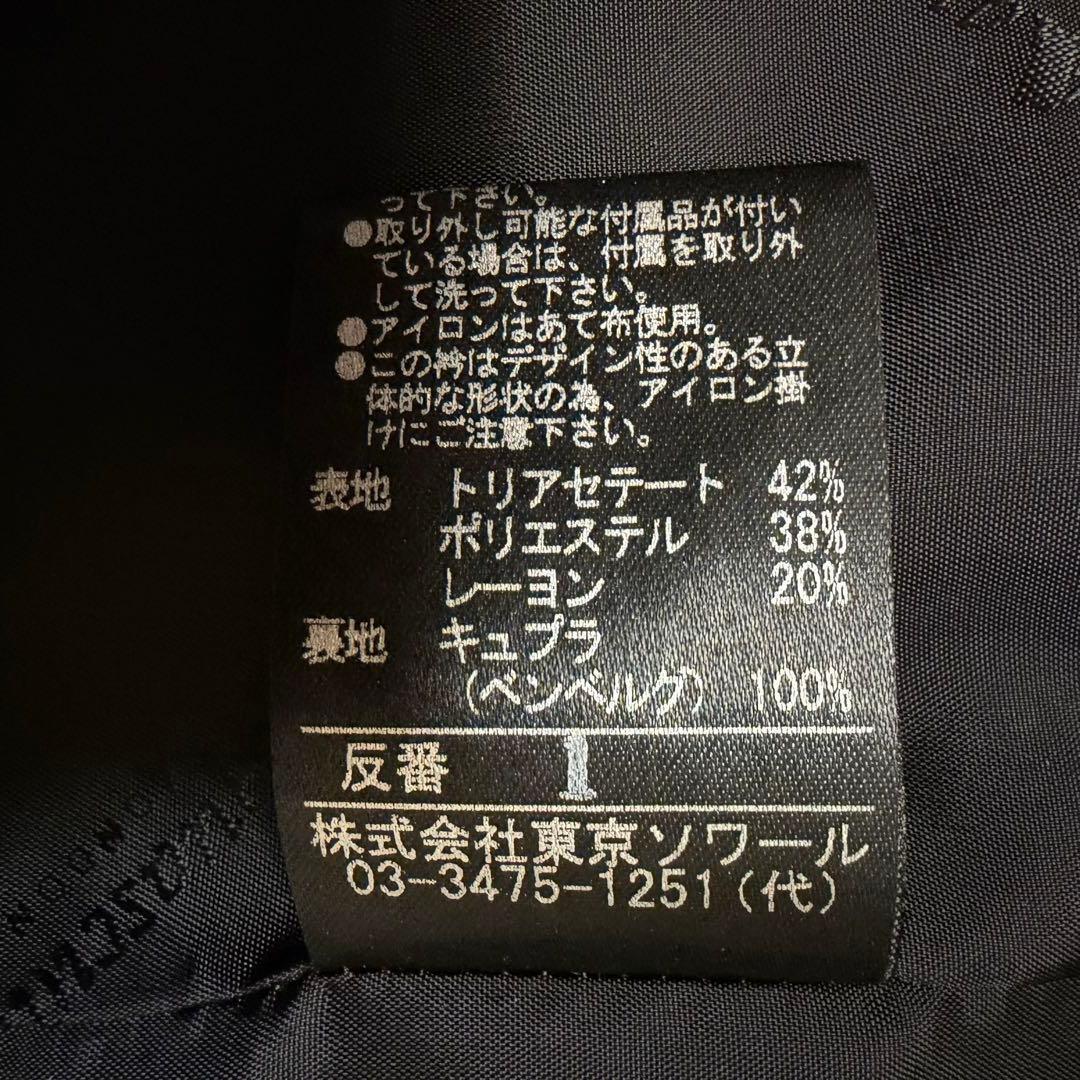 って下さい。
●取り外し可能な付属品が付い
ている場合は、付属を取り外
して洗って下さい。
●アイロンはあて布使用。
●この衿はデザイン性のある立
体的な形状の為、アイロン掛
けにご注意下さい。
表地 トリアセテート 42%
ポリエステル 38%
レーヨン 20%
裏地 キュプラ
(ベンベルグ) 100%
反番 1
株式会社東京ソワール
03-3475-1251(代)